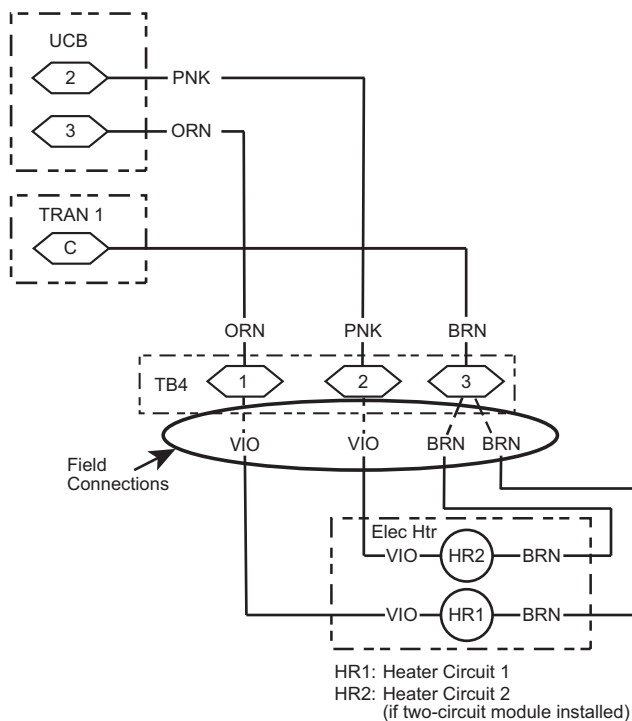 UCB
2 PNK
3 ORN
TRAN 1
C
ORN PNK BRN
TB4 1 2 3
VIO VIO BRN BRN
Field
Connections
Elec Htr
VIO HR2 BRN
VIO HR1 BRN
HR1: Heater Circuit 1
HR2: Heater Circuit 2
(if two-circuit module installed)